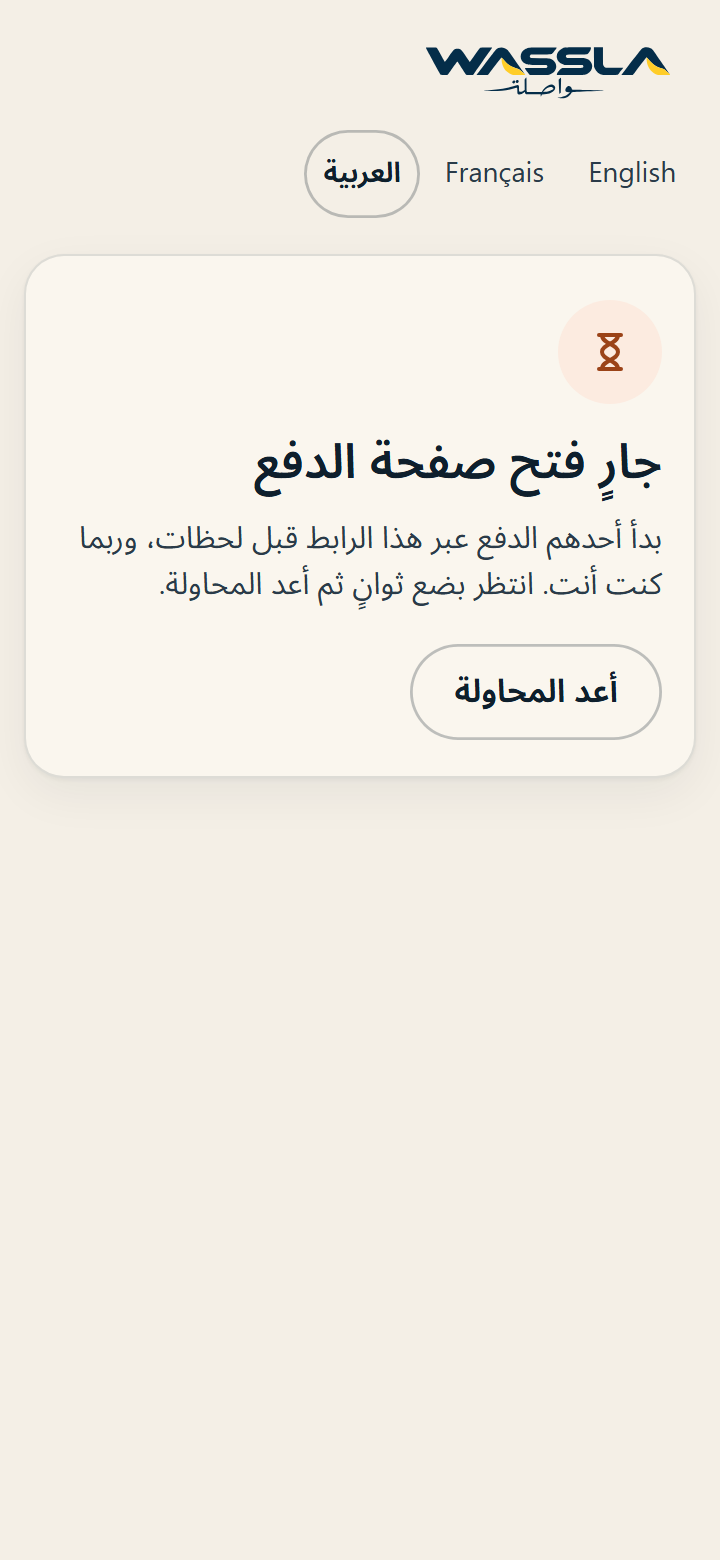 WASSLA
واصلة
English
Français
العربية
جارٍ فتح صفحة الدفع
بدأ أحدهم الدفع عبر هذا الرابط قبل لحظات، وربما
كنت أنت. انتظر بضع ثوانٍ ثم أعد المحاولة.
أعد المحاولة